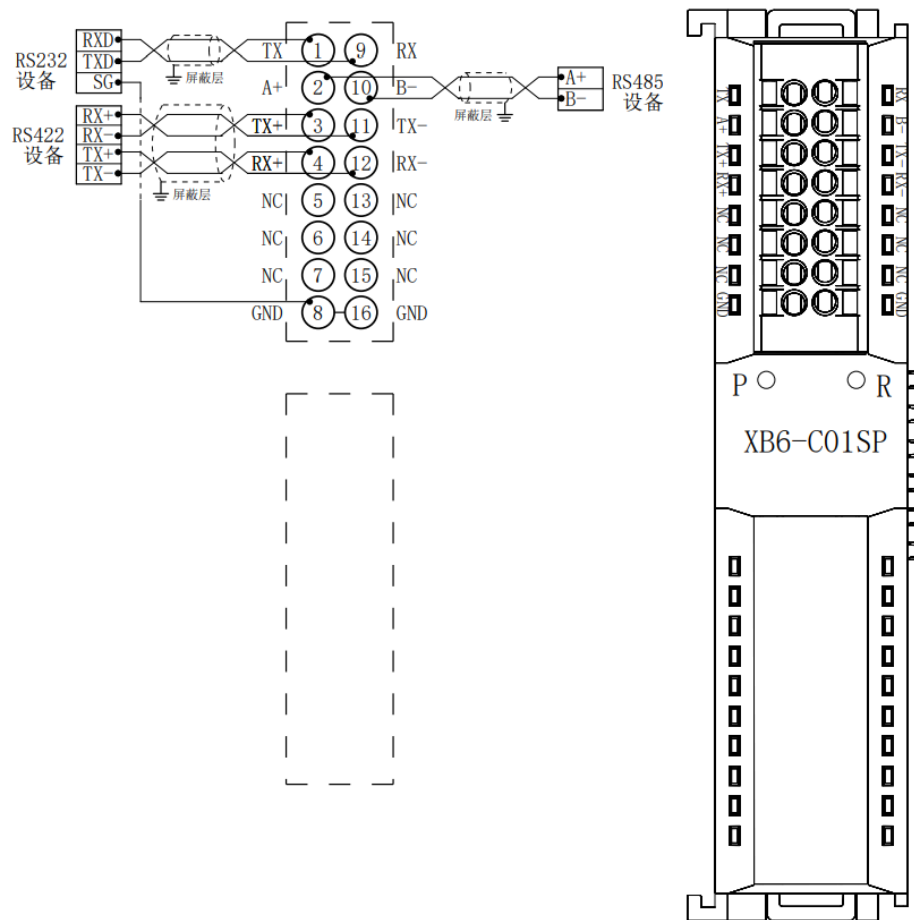 RS232
设备
RXD
TXD
SG
屏蔽层
TX 1 9 RX
A+ 2 10 B-
TX+ 3 11 TX-
RX+ 4 12 RX-
NC 5 13 NC
NC 6 14 NC
NC 7 15 NC
GND 8 16 GND
RS422
设备
RX+
RX-
TX+
TX-
屏蔽层
屏蔽层
A+
B-
RS485
设备
TX RX
A+ B-
TX+ TX-
RX+ RX-
NC NC
NC NC
NC NC
GND GND
P R
XB6-C01SP